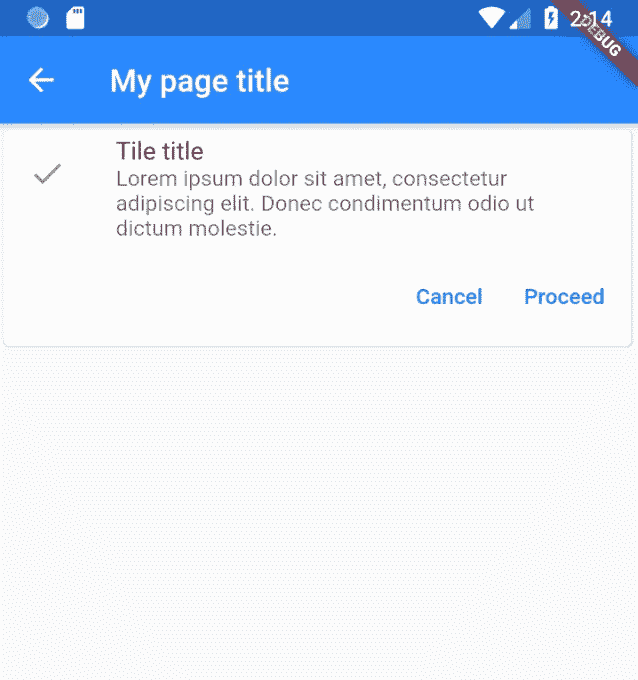 2:14
DEBUG
My page title
Tile title
Lorem ipsum dolor sit amet, consectetur
adipiscing elit. Donec condimentum odio ut
dictum molestie.
Cancel Proceed